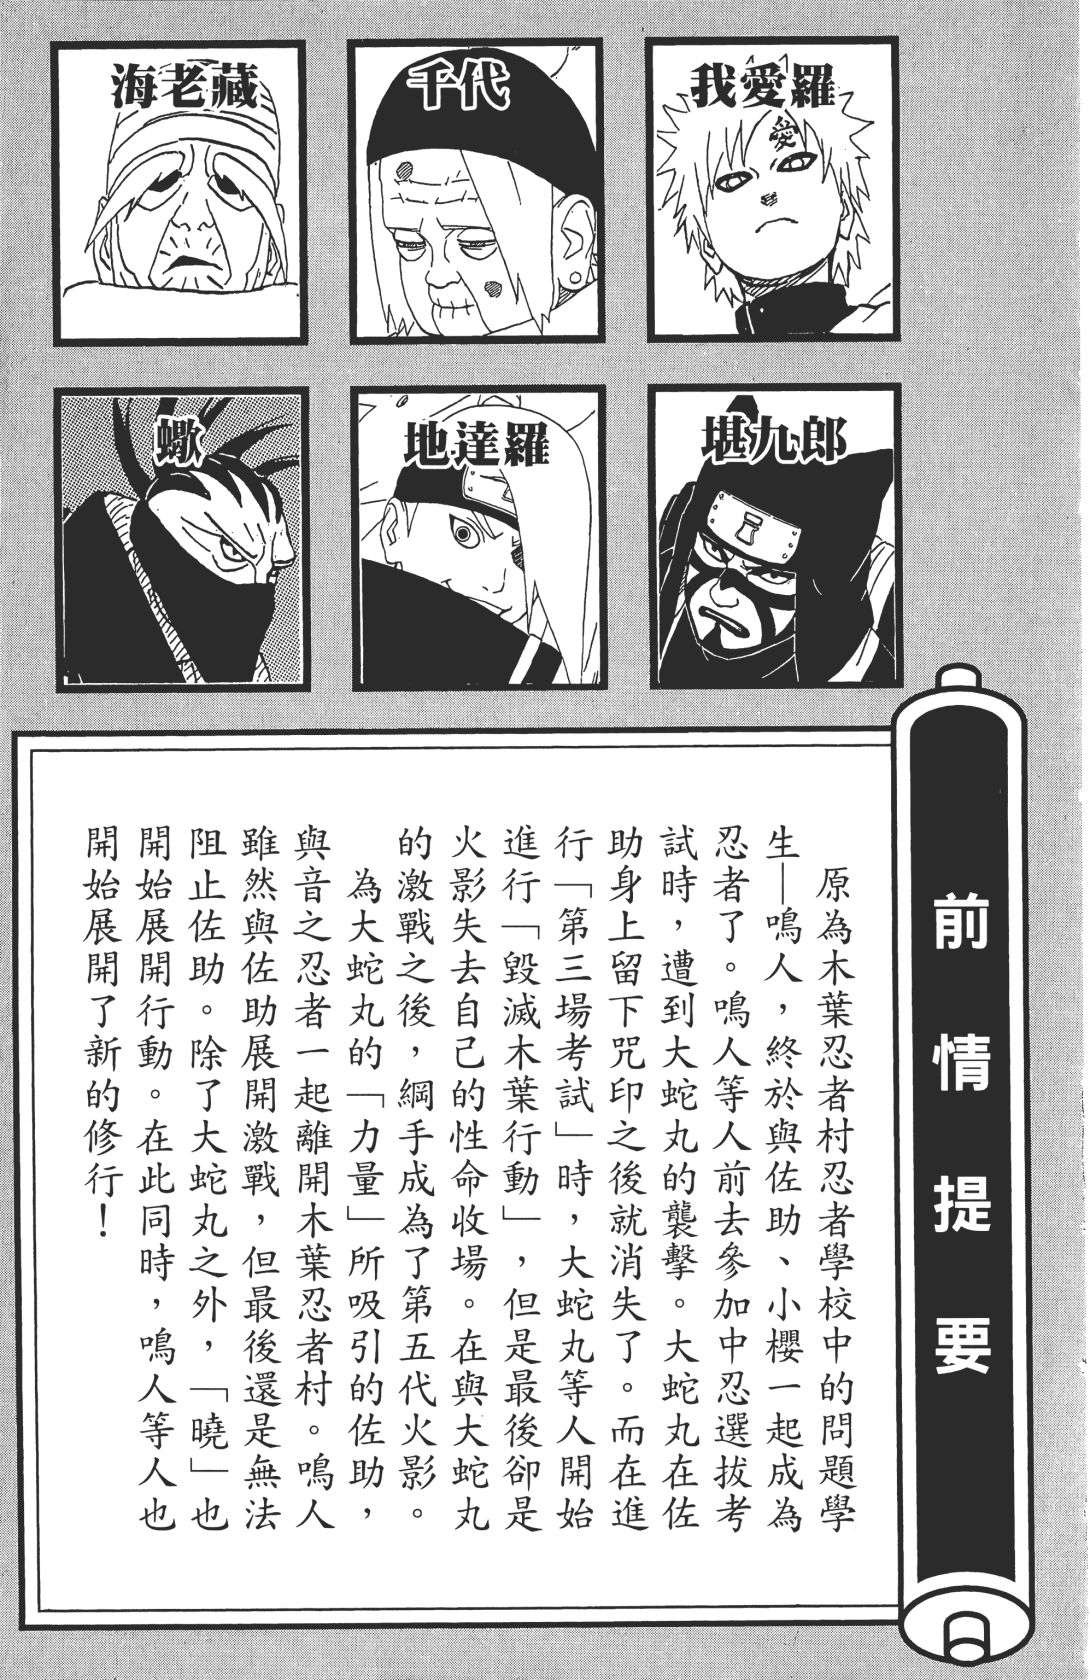 我愛羅
愛
千代
海老藏
堪九郎
地達羅
蠍
前情提要
原為木葉忍者村忍者學校中的問題學
生─鳴人，終於與佐助、小櫻一起成為
忍者了。鳴人等人前去參加中忍選拔考
試時，遭到大蛇丸的襲擊。大蛇丸在佐
助身上留下咒印之後就消失了。而在進
行「第三場考試」時，大蛇丸等人開始
進行「毀滅木葉行動」，但是最後卻是
火影失去自己的性命收場。在與大蛇丸
的激戰之後，綱手成為了第五代火影。
為大蛇丸的「力量」所吸引的佐助，
與音之忍者一起離開木葉忍者村。鳴人
雖然與佐助展開激戰，但最後還是無法
阻止佐助。除了大蛇丸之外，「曉」也
開始展開行動。在此同時，鳴人等人也
開始展開了新的修行！